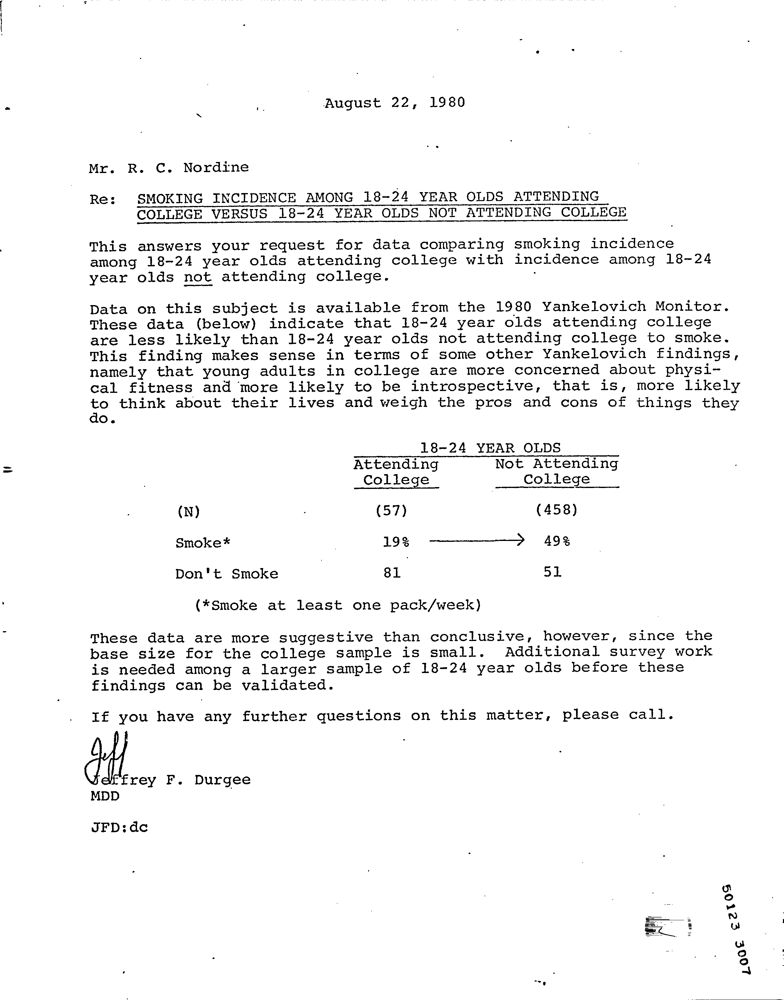 August 22, 1980
Mr. R. C. Nordine
Re: SMOKING INCIDENCE AMONG 18-24 YEAR OLDS ATTENDING
COLLEGE VERSUS 18-24 YEAR OLDS NOT ATTENDING COLLEGE
This answers your request for data comparing smoking incidence
among 18-24 year olds attending college with incidence among 18-24
year olds not attending college.
Data on this subject is available from the 1980 Yankelovich Monitor.
These data (below) indicate that 18-24 year olds attending college
are less likely than 18-24 year olds not attending college to smoke.
This finding makes sense in terms of some other Yankelovich findings,
namely that young adults in college are more concerned about physi-
cal fitness and more likely to be introspective, that is, more likely
to think about their lives and weigh the pros and cons of things they
do.
18-24 YEAR OLDS
Attending Not Attending
College College
(N) (57) (458)
Smoke* 19% → 49%
Don't Smoke 81 51
(*Smoke at least one pack/week)
These data are more suggestive than conclusive, however, since the
base size for the college sample is small. Additional survey work
is needed among a larger sample of 18-24 year olds before these
findings can be validated.
If you have any further questions on this matter, please call.
Jeff
Jeffrey F. Durgee
MDD
JFD:dc
50123 3007